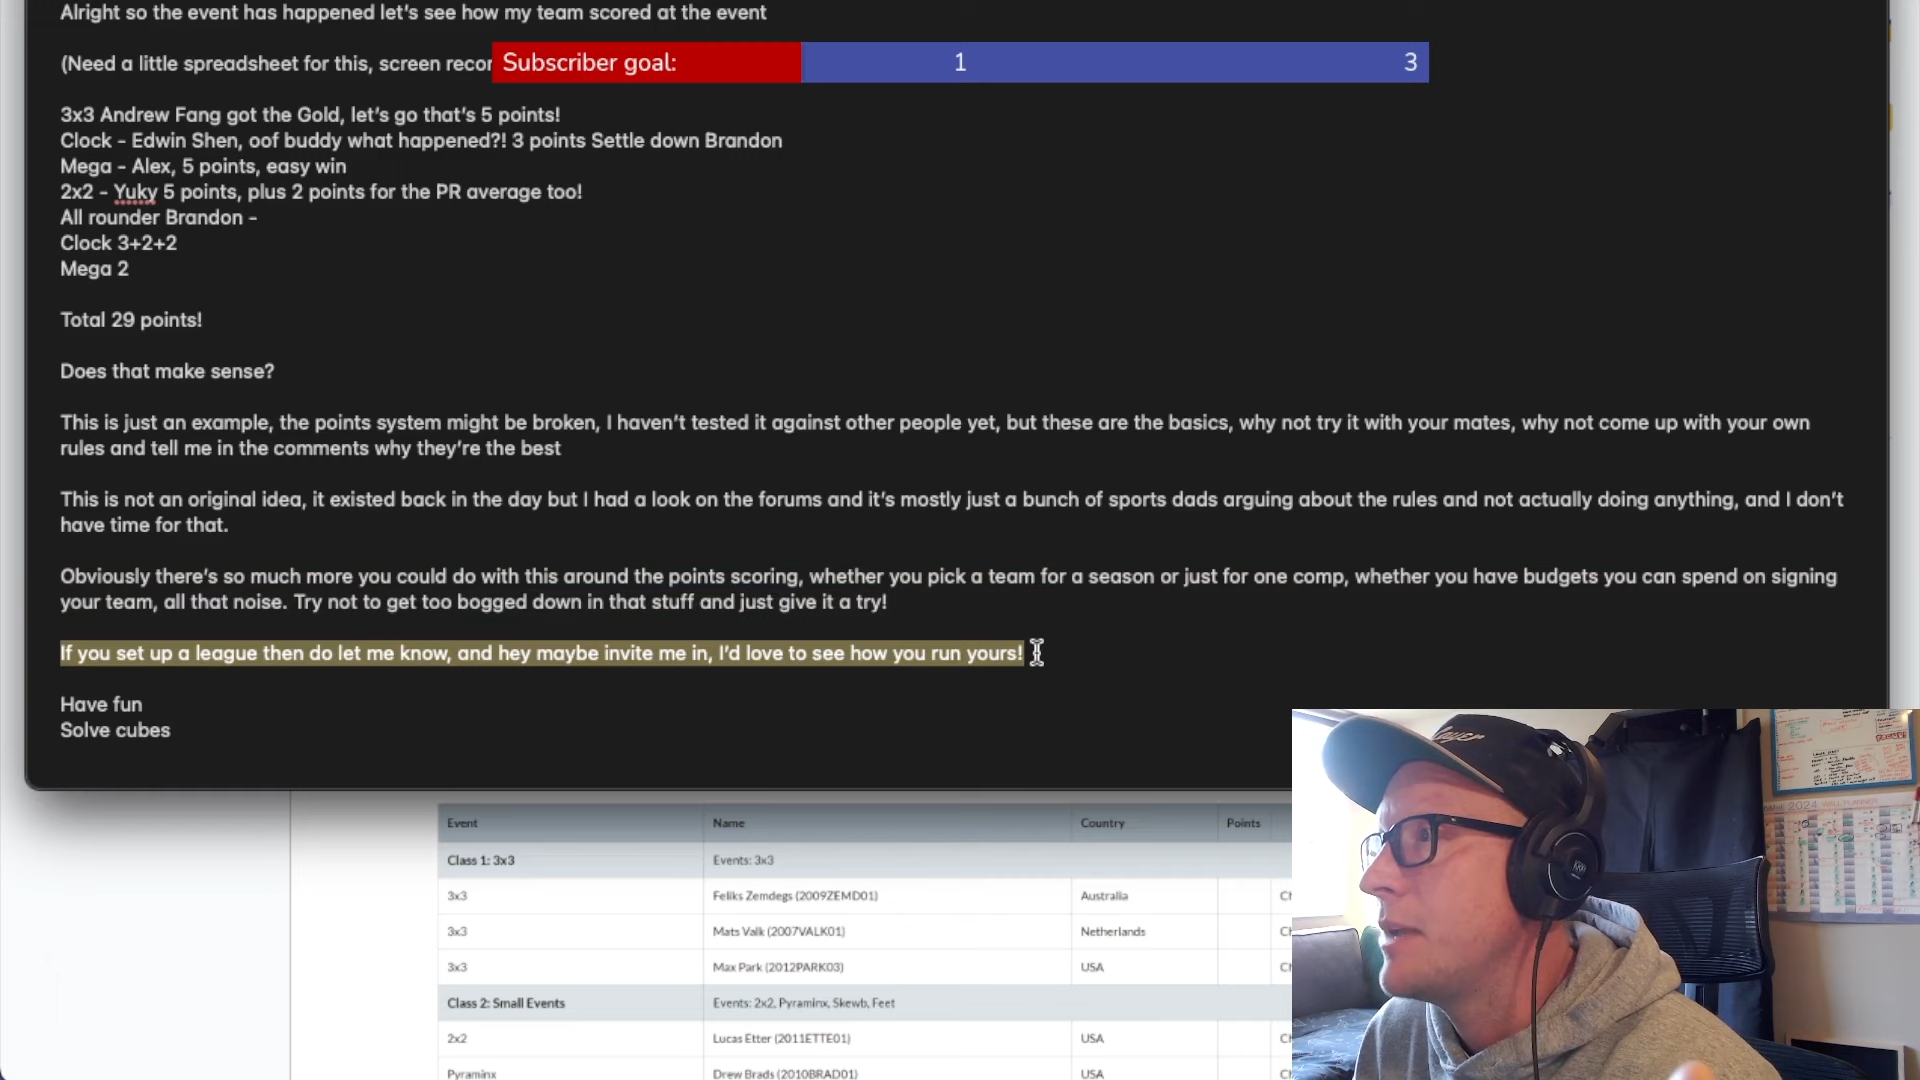 Alright so the event has happened let's see how my team scored at the event
(Need a little spreadsheet for this, screen recor
Subscriber goal: 1 3
3x3 Andrew Fang got the Gold, let's go that's 5 points!
Clock - Edwin Shen, oof buddy what happened?! 3 points Settle down Brandon
Mega - Alex, 5 points, easy win
2x2 - Yuky 5 points, plus 2 points for the PR average too!
All rounder Brandon -
Clock 3+2+2
Mega 2
Total 29 points!
Does that make sense?
This is just an example, the points system might be broken, I haven't tested it against other people yet, but these are the basics, why not try it with your mates, why not come up with your own
rules and tell me in the comments why they're the best
This is not an original idea, it existed back in the day but I had a look on the forums and it's mostly just a bunch of sports dads arguing about the rules and not actually doing anything, and I don't
have time for that.
Obviously there's so much more you could do with this around the points scoring, whether you pick a team for a season or just for one comp, whether you have budgets you can spend on signing
your team, all that noise. Try not to get too bogged down in that stuff and just give it a try!
If you set up a league then do let me know, and hey maybe invite me in, I'd love to see how you run yours!
Have fun
Solve cubes
Event Name Country Points
Class 1: 3x3 Events: 3x3
3x3 Feliks Zemdegs (2009ZEMD01) Australia
3x3 Mats Valk (2007VALK01) Netherlands
3x3 Max Park (2012PARK03) USA
Class 2: Small Events Events: 2x2, Pyraminx, Skewb, Feet
2x2 Lucas Etter (2011ETTE01) USA
Pyraminx Drew Brads (2010BRAD01) USA
2024 WALL PLANNER